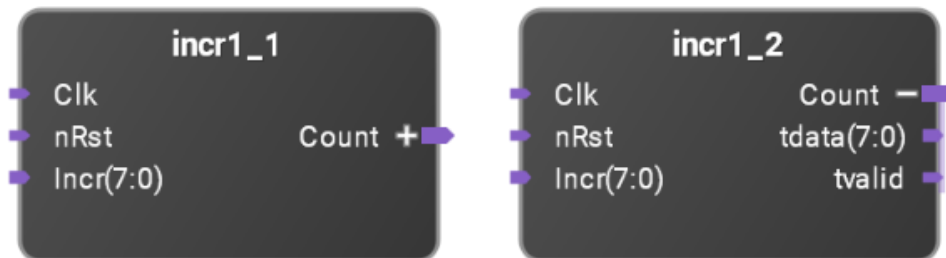 incr1_1
Clk
nRst
Count +
Incr(7:0)
incr1_2
Clk
Count −
nRst
tdata(7:0)
Incr(7:0)
tvalid